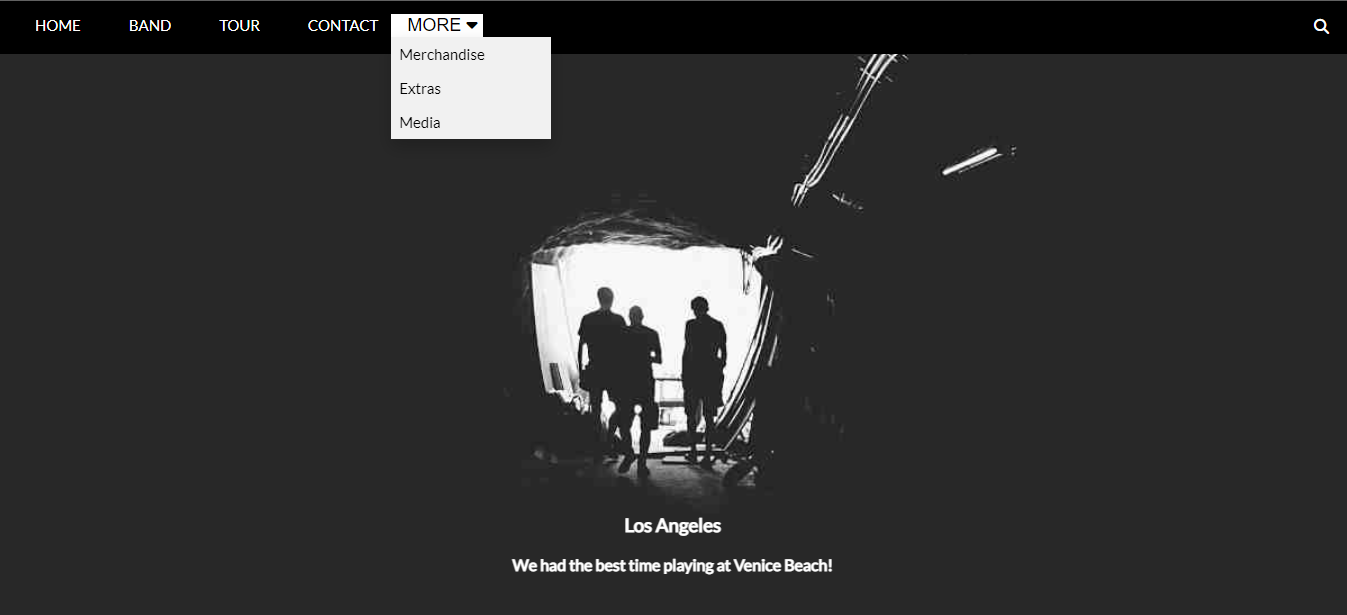 HOME BAND TOUR CONTACT MORE
Merchandise
Extras
Media
Los Angeles
We had the best time playing at Venice Beach!